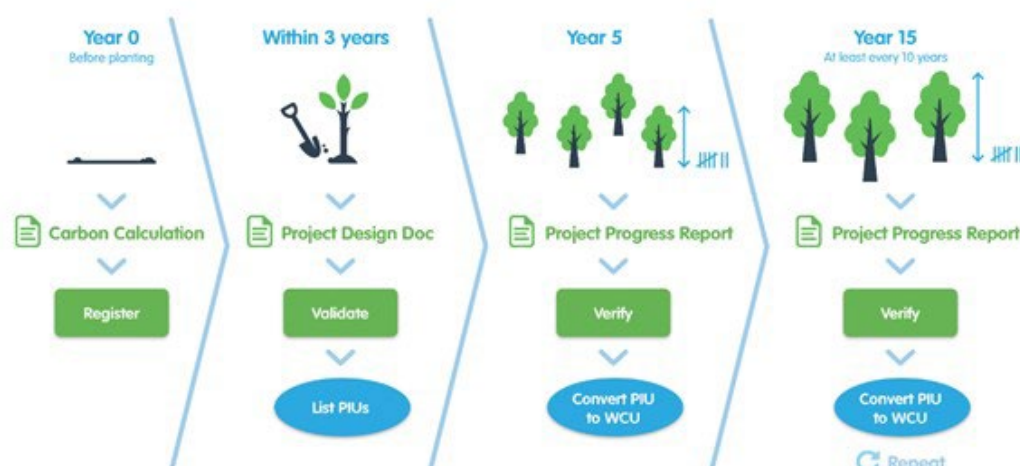 Year 0
Before planting
Carbon Calculation
Register
Within 3 years
Project Design Doc
Validate
List PIUs
Year 5
Project Progress Report
Verify
Convert PIU
to WCU
Year 15
At least every 10 years
Project Progress Report
Verify
Convert PIU
to WCU
Repeat